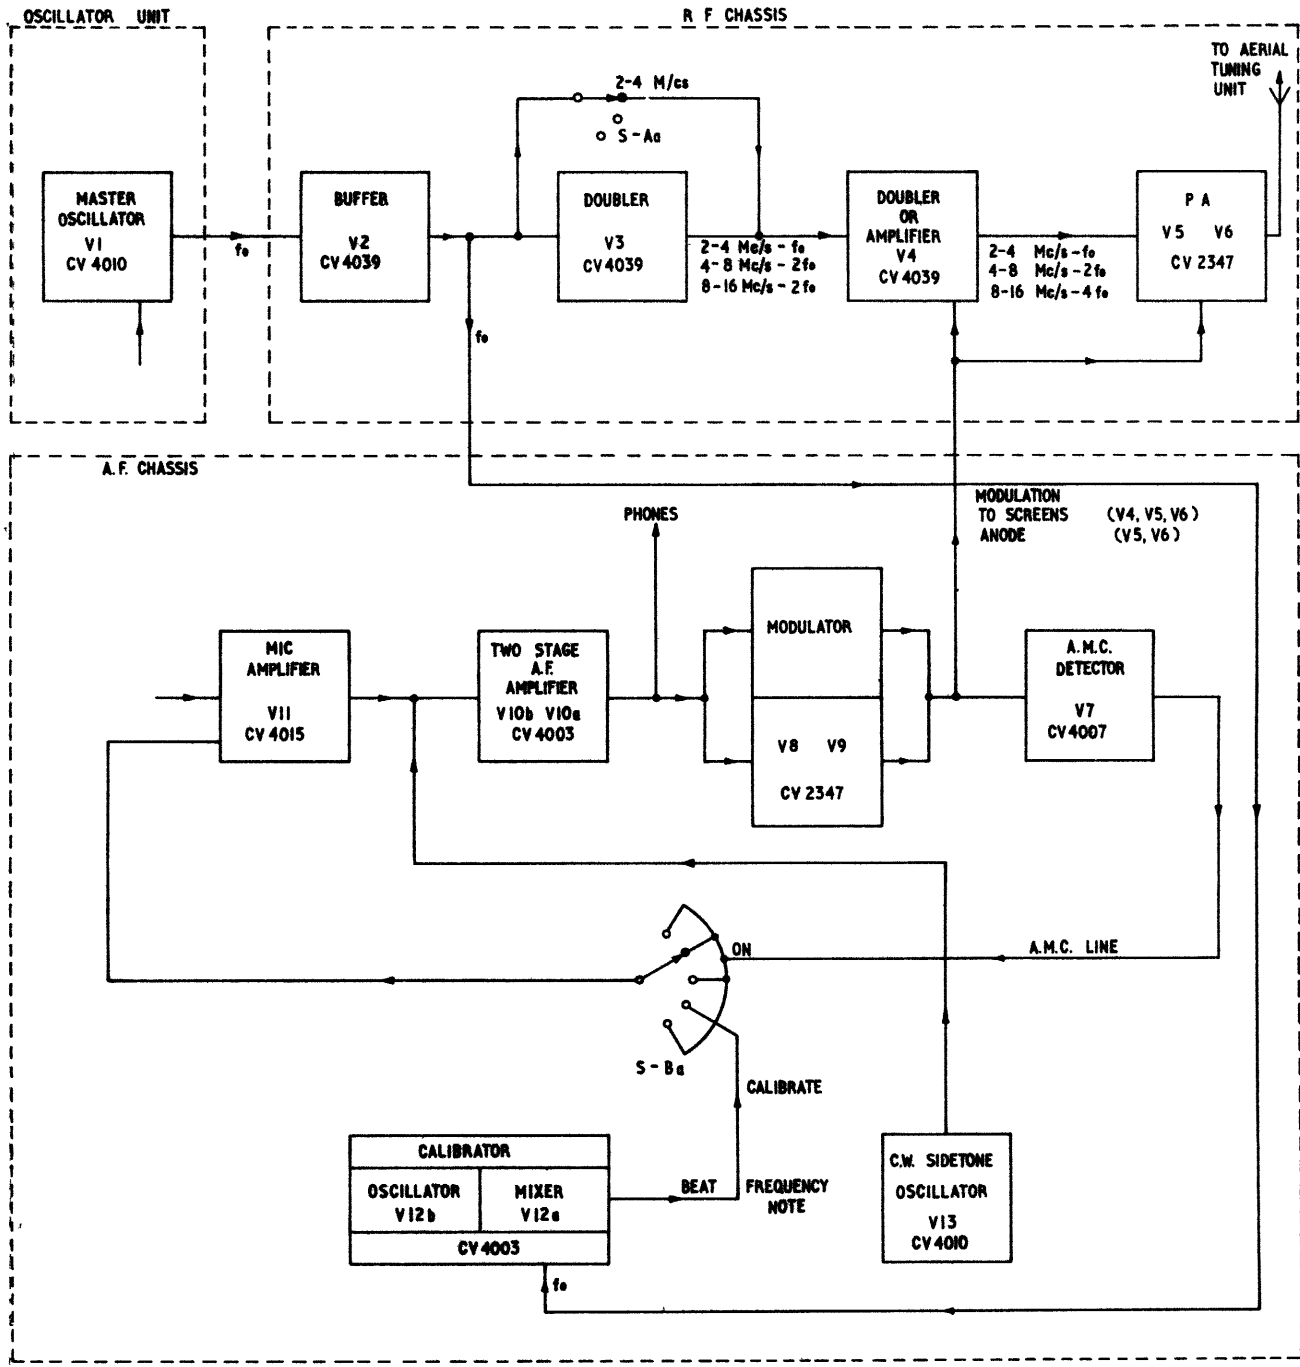 OSCILLATOR UNIT
R F CHASSIS
TO AERIAL
TUNING
UNIT
2-4 M/cs
S-Aa
MASTER
OSCILLATOR
V1
CV 4010
fo
BUFFER
V2
CV 4039
DOUBLER
V3
CV 4039
2-4 Mc/s - fo
4-8 Mc/s - 2fo
8-16 Mc/s - 2fo
DOUBLER
OR
AMPLIFIER
V4
CV 4039
2-4 Mc/s - fo
4-8 Mc/s - 2fo
8-16 Mc/s - 4fo
P A
V5 V6
CV 2347
fo
A.F. CHASSIS
PHONES
MODULATION
TO SCREENS (V4, V5, V6)
ANODE (V5, V6)
MIC
AMPLIFIER
V11
CV 4015
TWO STAGE
A.F.
AMPLIFIER
V10b V10a
CV 4003
MODULATOR
V8 V9
CV 2347
A.M.C.
DETECTOR
V7
CV 4007
ON
A.M.C. LINE
S-Ba
CALIBRATE
CALIBRATOR
OSCILLATOR
V12b
MIXER
V12a
CV 4003
BEAT FREQUENCY
NOTE
C.W. SIDETONE
OSCILLATOR
V13
CV 4010
fo